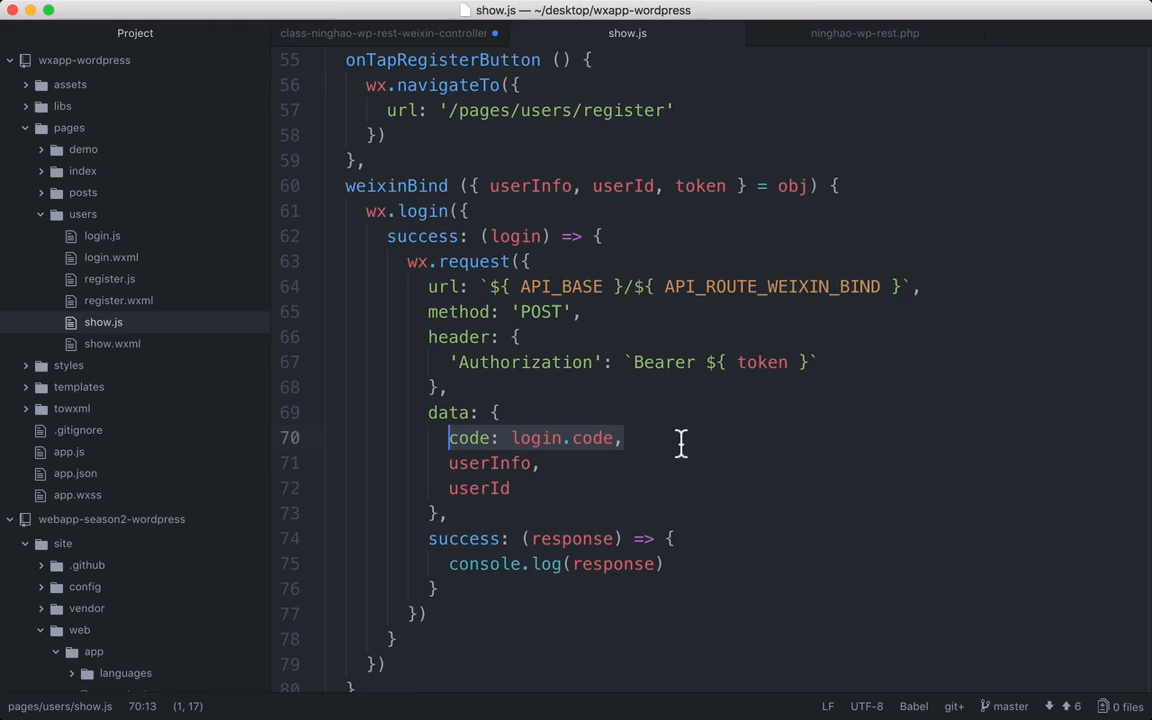 show.js — ~/desktop/wxapp-wordpress
Project
class-ninghao-wp-rest-weixin-controller
show.js
ninghao-wp-rest.php
wxapp-wordpress
assets
libs
pages
demo
index
posts
users
login.js
login.wxml
register.js
register.wxml
show.js
show.wxml
styles
templates
towxml
.gitignore
app.js
app.json
app.wxss
webapp-season2-wordpress
site
.github
config
vendor
web
app
languages
55 onTapRegisterButton () {
56 wx.navigateTo({
57 url: '/pages/users/register'
58 })
59 },
60 weixinBind ({ userInfo, userId, token } = obj) {
61 wx.login({
62 success: (login) => {
63 wx.request({
64 url: `${ API_BASE }/${ API_ROUTE_WEIXIN_BIND }`,
65 method: 'POST',
66 header: {
67 'Authorization': `Bearer ${ token }`
68 },
69 data: {
70 code: login.code,
71 userInfo,
72 userId
73 },
74 success: (response) => {
75 console.log(response)
76 }
77 })
78 }
79 })
80 }
pages/users/show.js 70:13 (1, 17) LF UTF-8 Babel git+ master 6 0 files